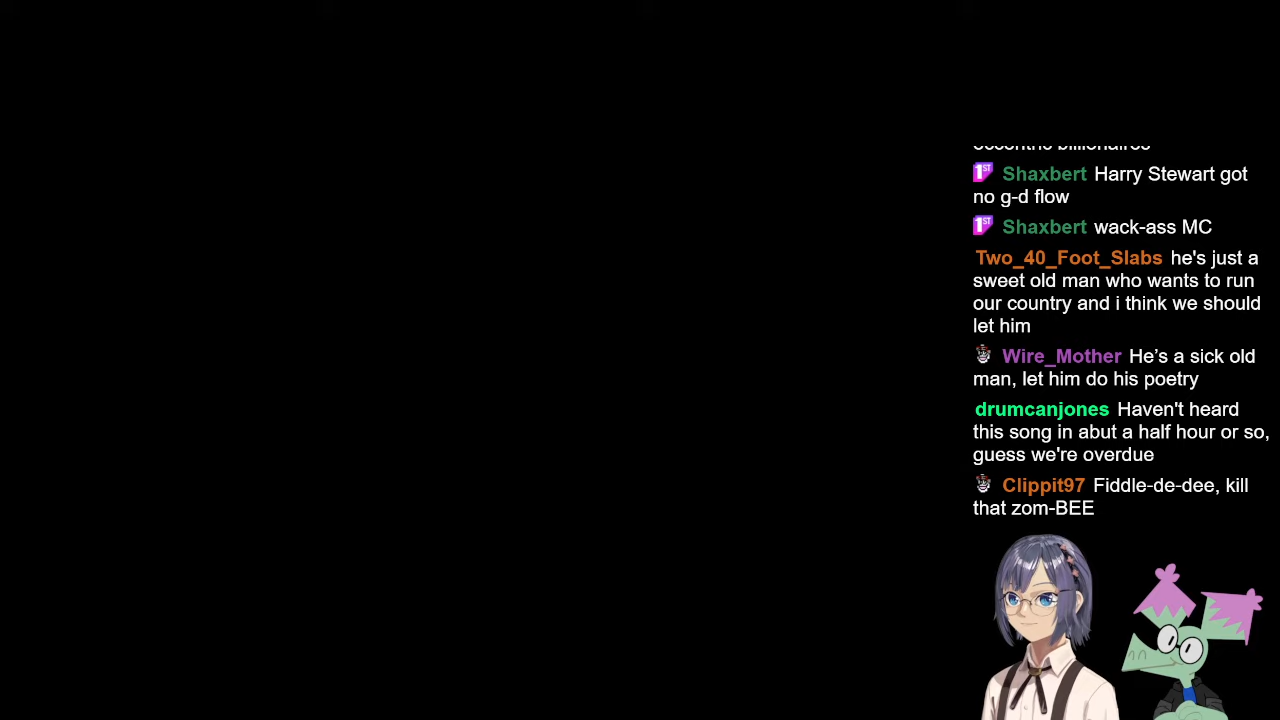 Shaxbert Harry Stewart got
no g-d flow
Shaxbert wack-ass MC
Two_40_Foot_Slabs he's just a
sweet old man who wants to run
our country and i think we should
let him
Wire_Mother He’s a sick old
man, let him do his poetry
drumcanjones Haven't heard
this song in abut a half hour or so,
guess we're overdue
Clippit97 Fiddle-de-dee, kill
that zom-BEE